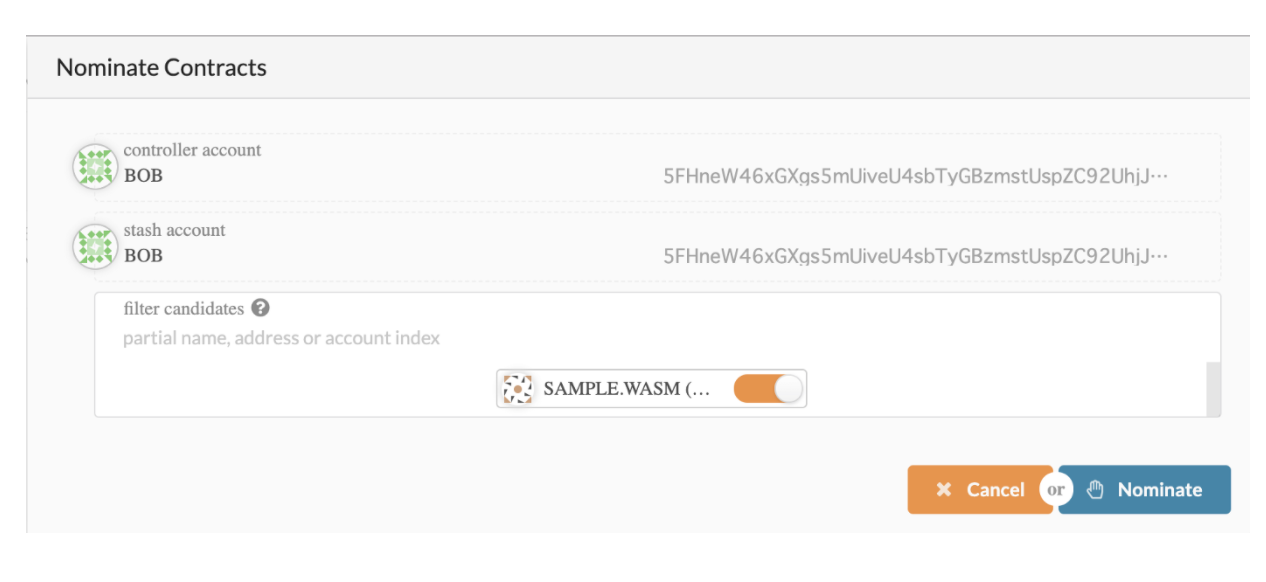 Nominate Contracts
controller account
BOB 5FHneW46xGXgs5mUiveU4sbTyGBzmstUspZC92UhjJ···
stash account
BOB 5FHneW46xGXgs5mUiveU4sbTyGBzmstUspZC92UhjJ···
filter candidates ?
partial name, address or account index
SAMPLE.WASM (...
Cancel or Nominate